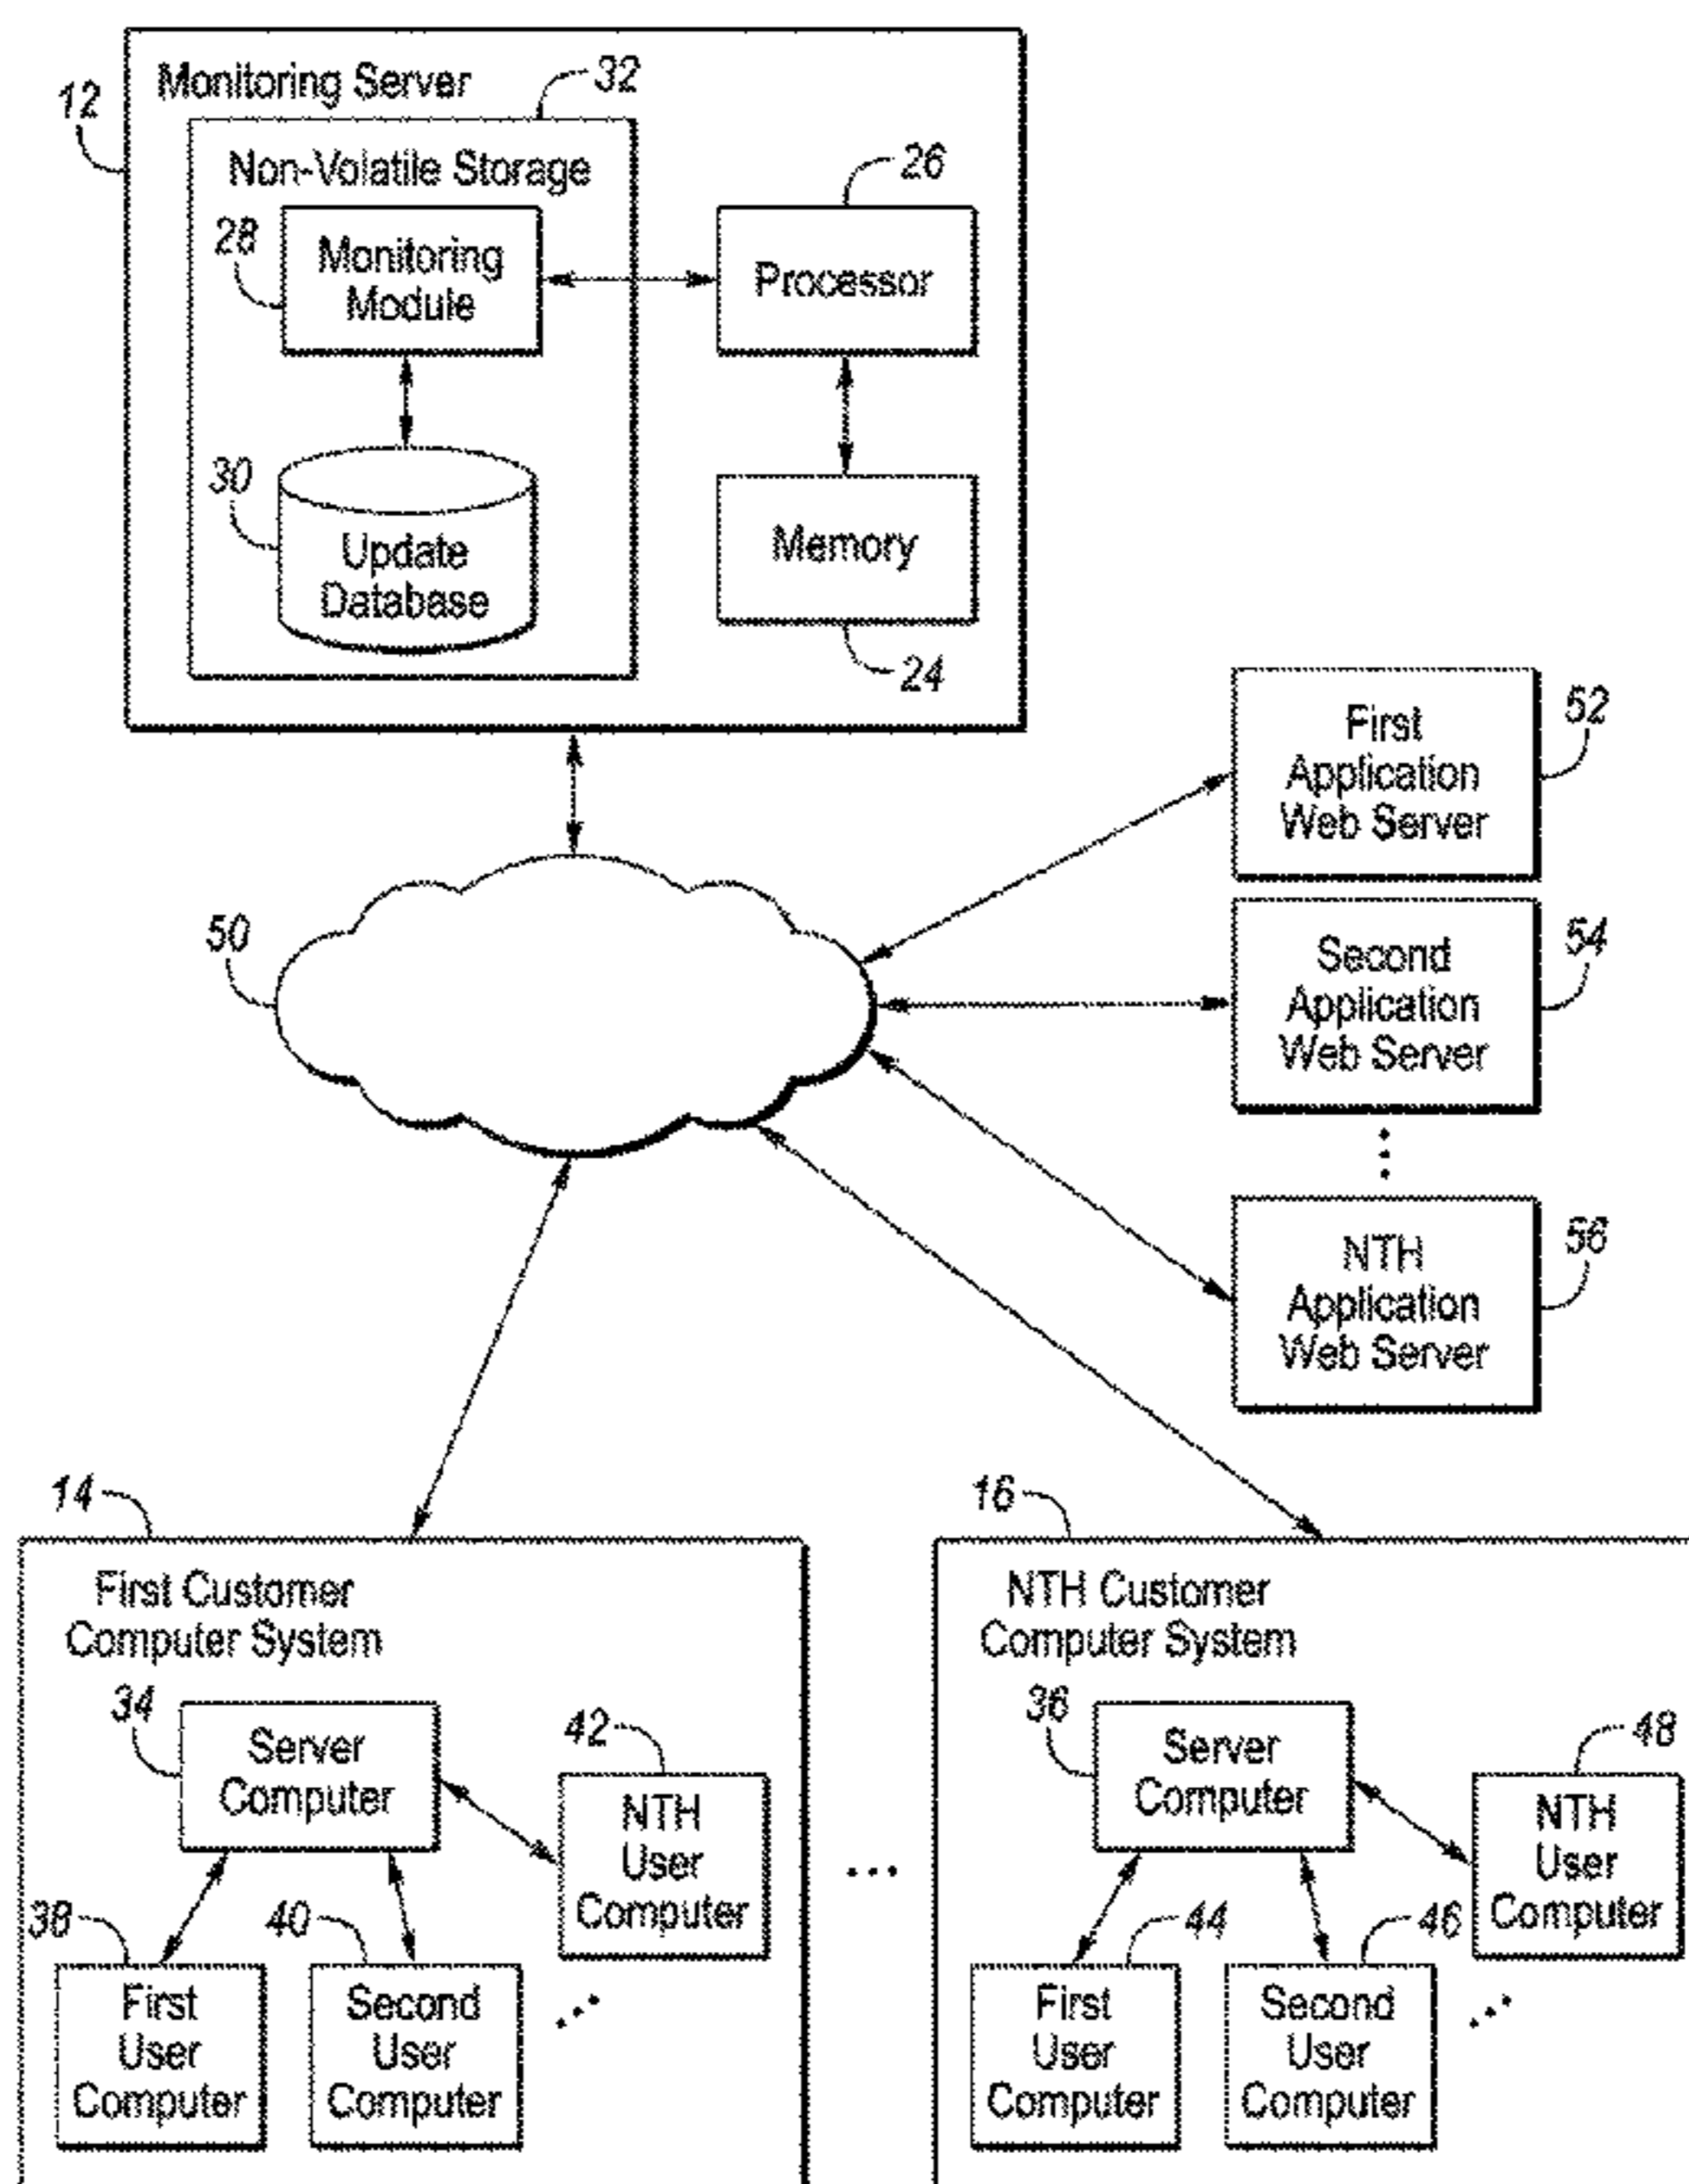 Monitoring Server
32
12
Non-Volatile Storage
26
28
Monitoring
Module
Processor
30
Update
Database
Memory
24
First
Application
Web Server
52
50
Second
Application
Web Server
54
NTH
Application
Web Server
56
14
First Customer
Computer System
34
Server
Computer
42
NTH
User
Computer
38
First
User
Computer
40
Second
User
Computer
...
16
NTH Customer
Computer System
36
Server
Computer
48
NTH
User
Computer
44
First
User
Computer
46
Second
User
Computer